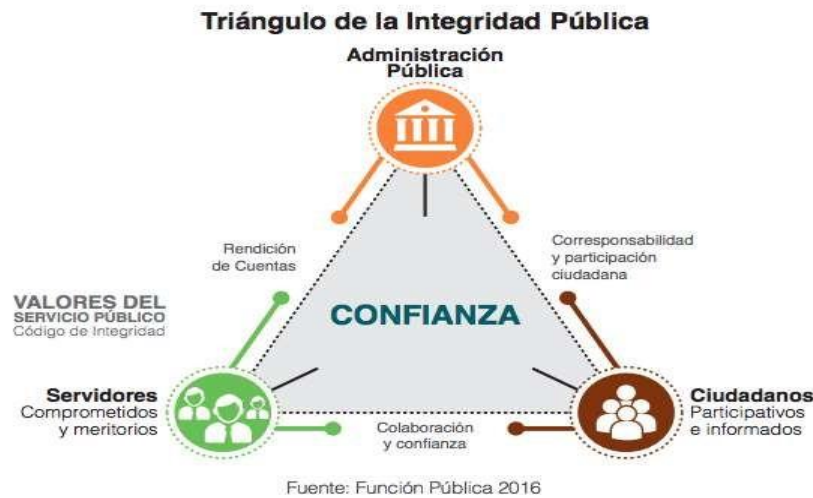 Triángulo de la Integridad Pública
Administración
Pública
Rendición
de Cuentas
Corresponsabilidad
y participación
ciudadana
VALORES DEL
SERVICIO PÚBLICO
Código de Integridad
CONFIANZA
Servidores
Comprometidos
y meritorios
Colaboración
y confianza
Ciudadanos
Participativos
e informados
Fuente: Función Pública 2016